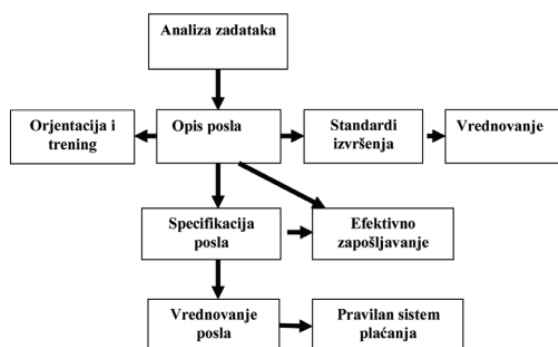 Analiza zadataka
Orjentacija i
trening
Opis posla
Standardi
izvršenja
Vrednovanje
Specifikacija
posla
Efektivno
zapošljavanje
Vrednovanje
posla
Pravilan sistem
plaćanja